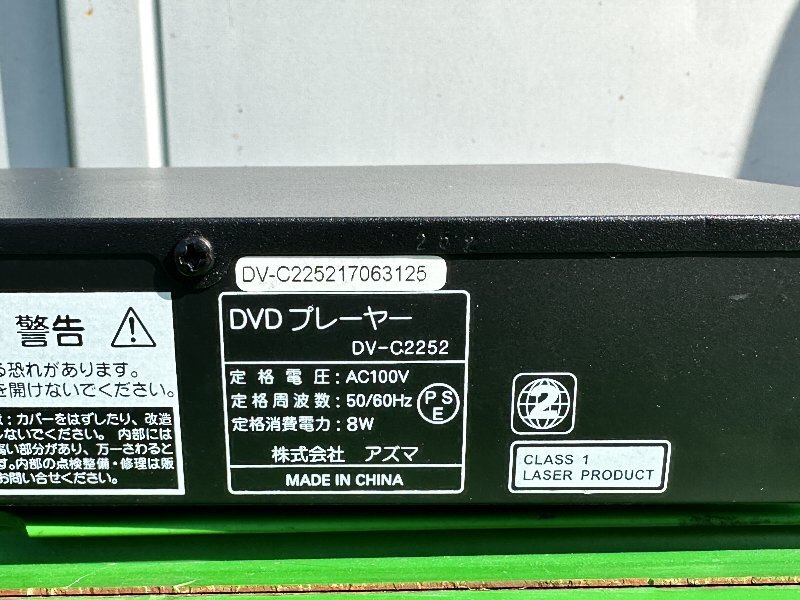 DV-C225217063125
DVD プレーヤー
DV-C2252
定格電圧:AC100V
定格周波数:50/60Hz
定格消費電力:8W
P S
E
株式会社 アズマ
MADE IN CHINA
警告
る恐れがあります。
を開けないでください。
:カバーをはずしたり、改造
しないでください。内部には
高い部分があり、万一さわると
す。内部の点検整備・修理は販
お問い合せください。
2
CLASS 1
LASER PRODUCT